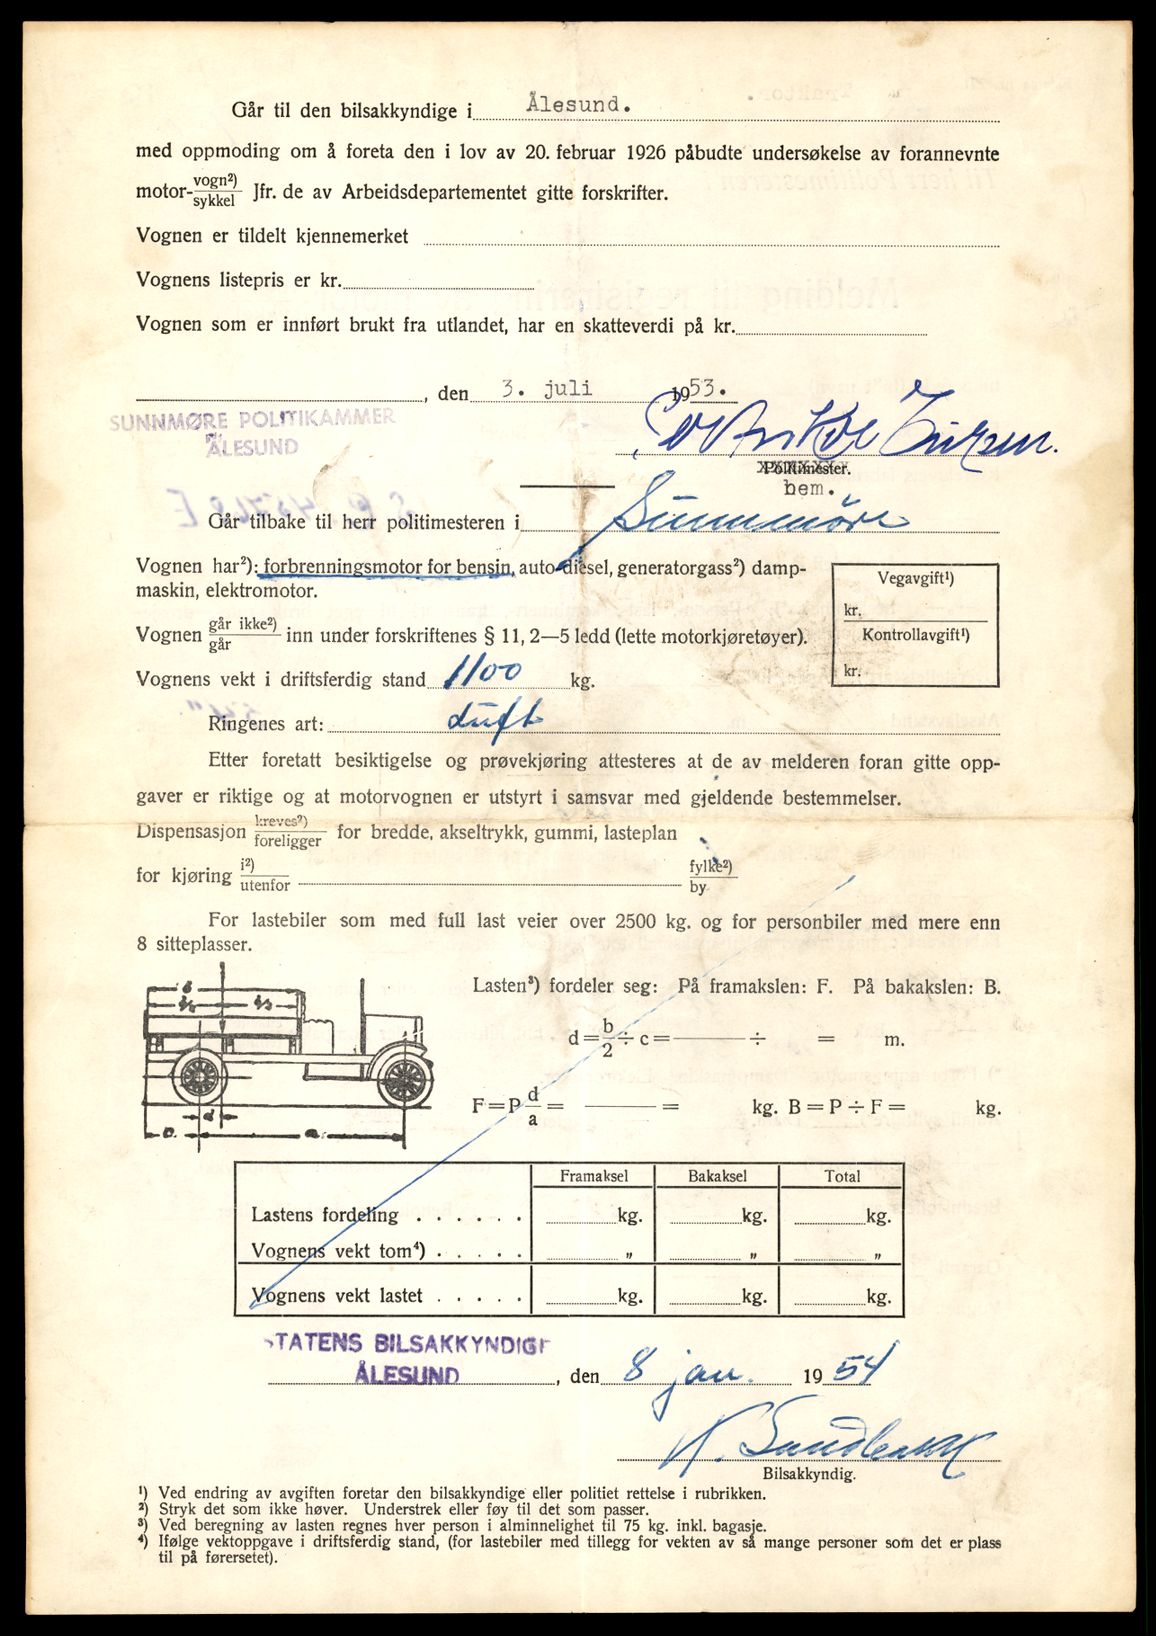 Går til den bilsakkyndige i Ålesund.
med oppmoding om å foreta den i lov av 20. februar 1926 påbudte undersøkelse av forannevnte
motor- vogn²) / sykkel Jfr. de av Arbeidsdepartementet gitte forskrifter.
Vognen er tildelt kjennemerket
Vognens listepris er kr.
Vognen som er innført brukt fra utlandet, har en skatteverdi på kr.
, den 3. juli 1953.
SUNNMØRE POLITIKAMMER
ÅLESUND
Politimester.
bem.
Går tilbake til herr politimesteren i Sunnmøre
Vognen har²): forbrenningsmotor for bensin, auto-diesel, generatorgass²) damp-
maskin, elektromotor.
Vegavgift¹)
kr.
Kontrollavgift¹)
kr.
Vognen går ikke²) / går inn under forskriftenes § 11, 2—5 ledd (lette motorkjøretøyer).
Vognens vekt i driftsferdig stand 1100 kg.
Ringenes art: luft
Etter foretatt besiktigelse og prøvekjøring attesteres at de av melderen foran gitte opp-
gaver er riktige og at motorvognen er utstyrt i samsvar med gjeldende bestemmelser.
Dispensasjon kreves²) / foreligger for bredde, akseltrykk, gummi, lasteplan
for kjøring i²) / utenfor fylke²) / by
For lastebiler som med full last veier over 2500 kg. og for personbiler med mere enn
8 sitteplasser.
Lasten³) fordeler seg: På framakslen: F. På bakakslen: B.
d = b/2 ÷ c = ÷ = m.
F = P d/a = = kg. B = P ÷ F = kg.
Framaksel Bakaksel Total
Lastens fordeling . . . . . . kg. kg. kg.
Vognens vekt tom⁴) . . . . . „ „ „
Vognens vekt lastet . . . . . kg. kg. kg.
STATENS BILSAKKYNDIGE
ÅLESUND , den 8 jan. 1954
Bilsakkyndig.
¹) Ved endring av avgiften foretar den bilsakkyndige eller politiet rettelse i rubrikken.
²) Stryk det som ikke høver. Understrek eller føy til det som passer.
³) Ved beregning av lasten regnes hver person i alminnelighet til 75 kg. inkl. bagasje.
⁴) Ifølge vektoppgave i driftsferdig stand, (for lastebiler med tillegg for vekten av så mange personer som det er plass
til på førersetet).